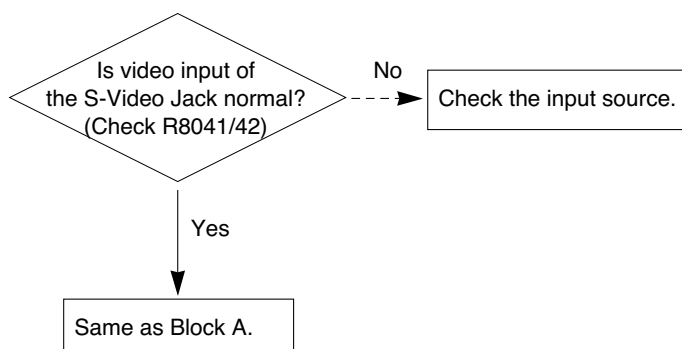 Is video input of
the S-Video Jack normal?
(Check R8041/42)
No
Check the input source.
Yes
Same as Block A.